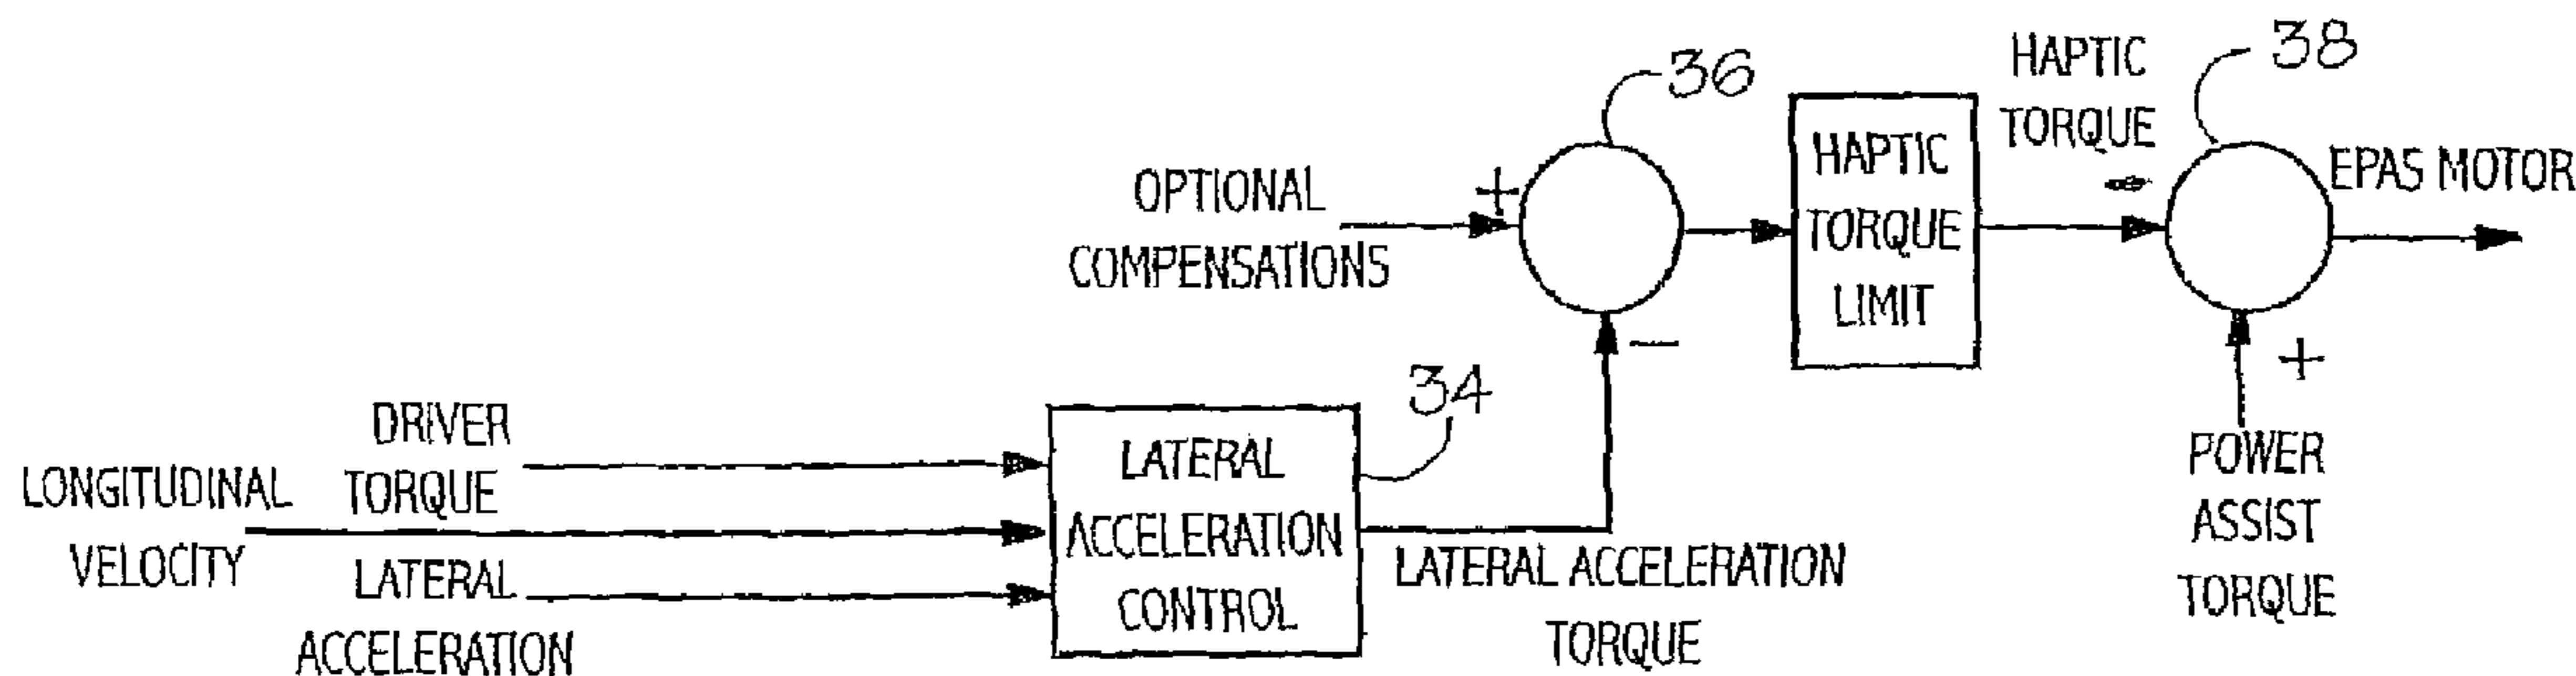 36
HAPTIC
TORQUE
38
OPTIONAL
COMPENSATIONS
+
HAPTIC
TORQUE
LIMIT
-
EPAS MOTOR
−
+
POWER
ASSIST
TORQUE
DRIVER
TORQUE
LONGITUDINAL
VELOCITY
LATERAL
ACCELERATION
LATERAL
ACCELERATION
CONTROL
34
LATERAL ACCELERATION
TORQUE